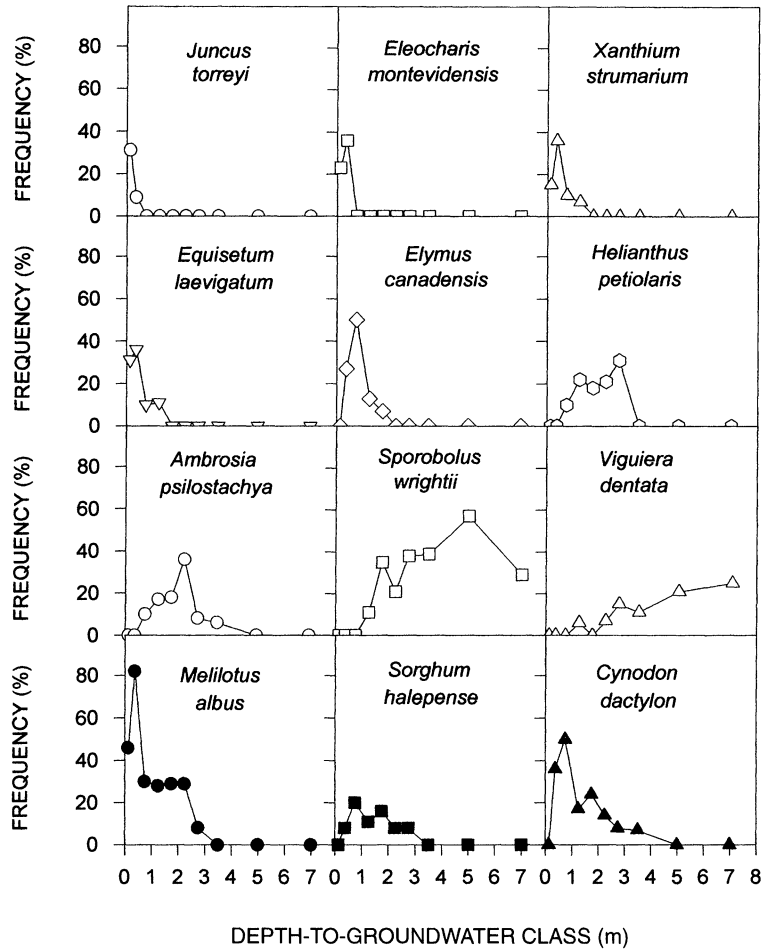 FREQUENCY (%)
80
60
40
20
0
Juncus
torreyi
Eleocharis
montevidensis
Xanthium
strumarium
FREQUENCY (%)
80
60
40
20
0
Equisetum
laevigatum
Elymus
canadensis
Helianthus
petiolaris
FREQUENCY (%)
80
60
40
20
0
Ambrosia
psilostachya
Sporobolus
wrightii
Viguiera
dentata
FREQUENCY (%)
80
60
40
20
0
Melilotus
albus
Sorghum
halepense
Cynodon
dactylon
0 1 2 3 4 5 6 7 0 1 2 3 4 5 6 7 0 1 2 3 4 5 6 7 8
DEPTH-TO-GROUNDWATER CLASS (m)